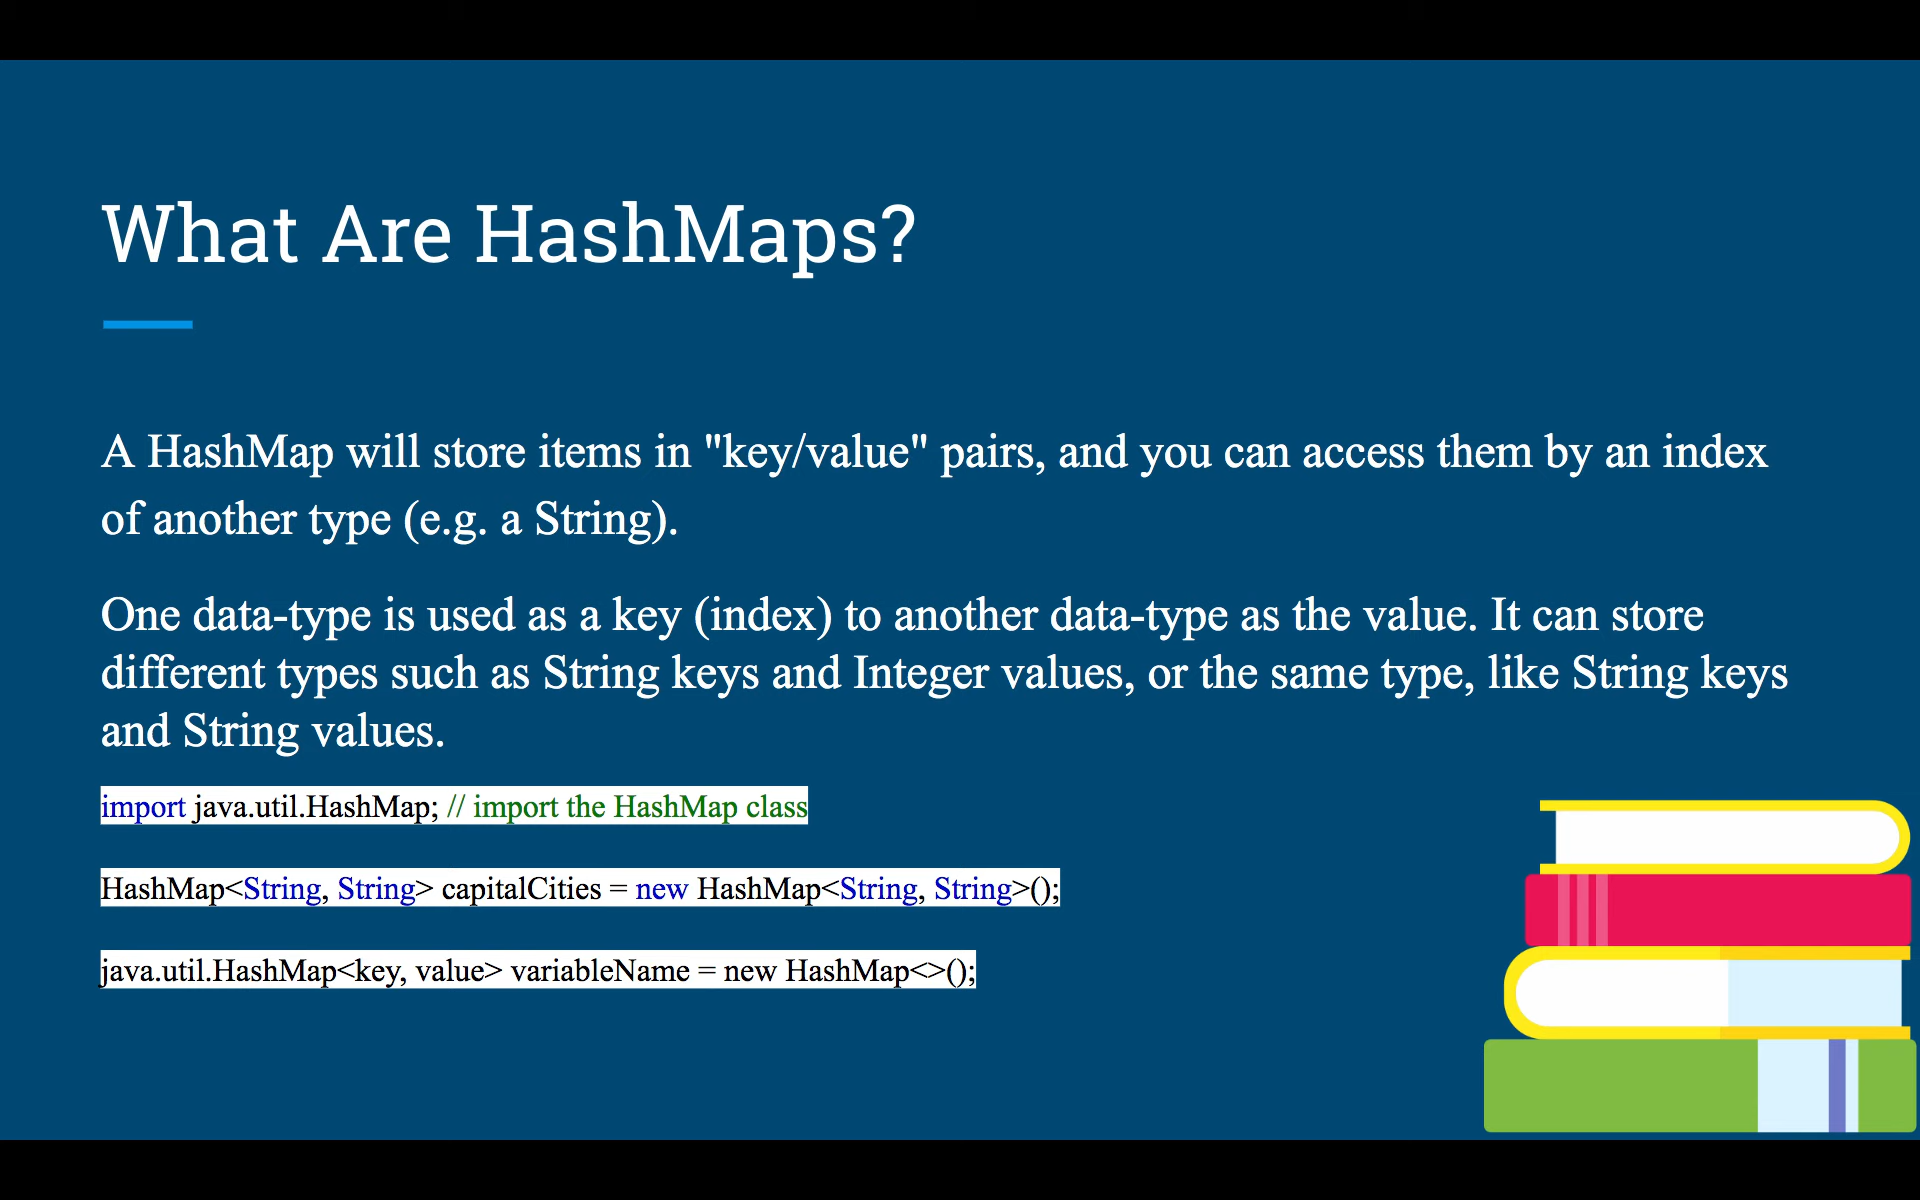 What Are HashMaps?
A HashMap will store items in "key/value" pairs, and you can access them by an index
of another type (e.g. a String).
One data-type is used as a key (index) to another data-type as the value. It can store
different types such as String keys and Integer values, or the same type, like String keys
and String values.
import java.util.HashMap; // import the HashMap class
HashMap<String, String> capitalCities = new HashMap<String, String>();
java.util.HashMap<key, value> variableName = new HashMap<>();